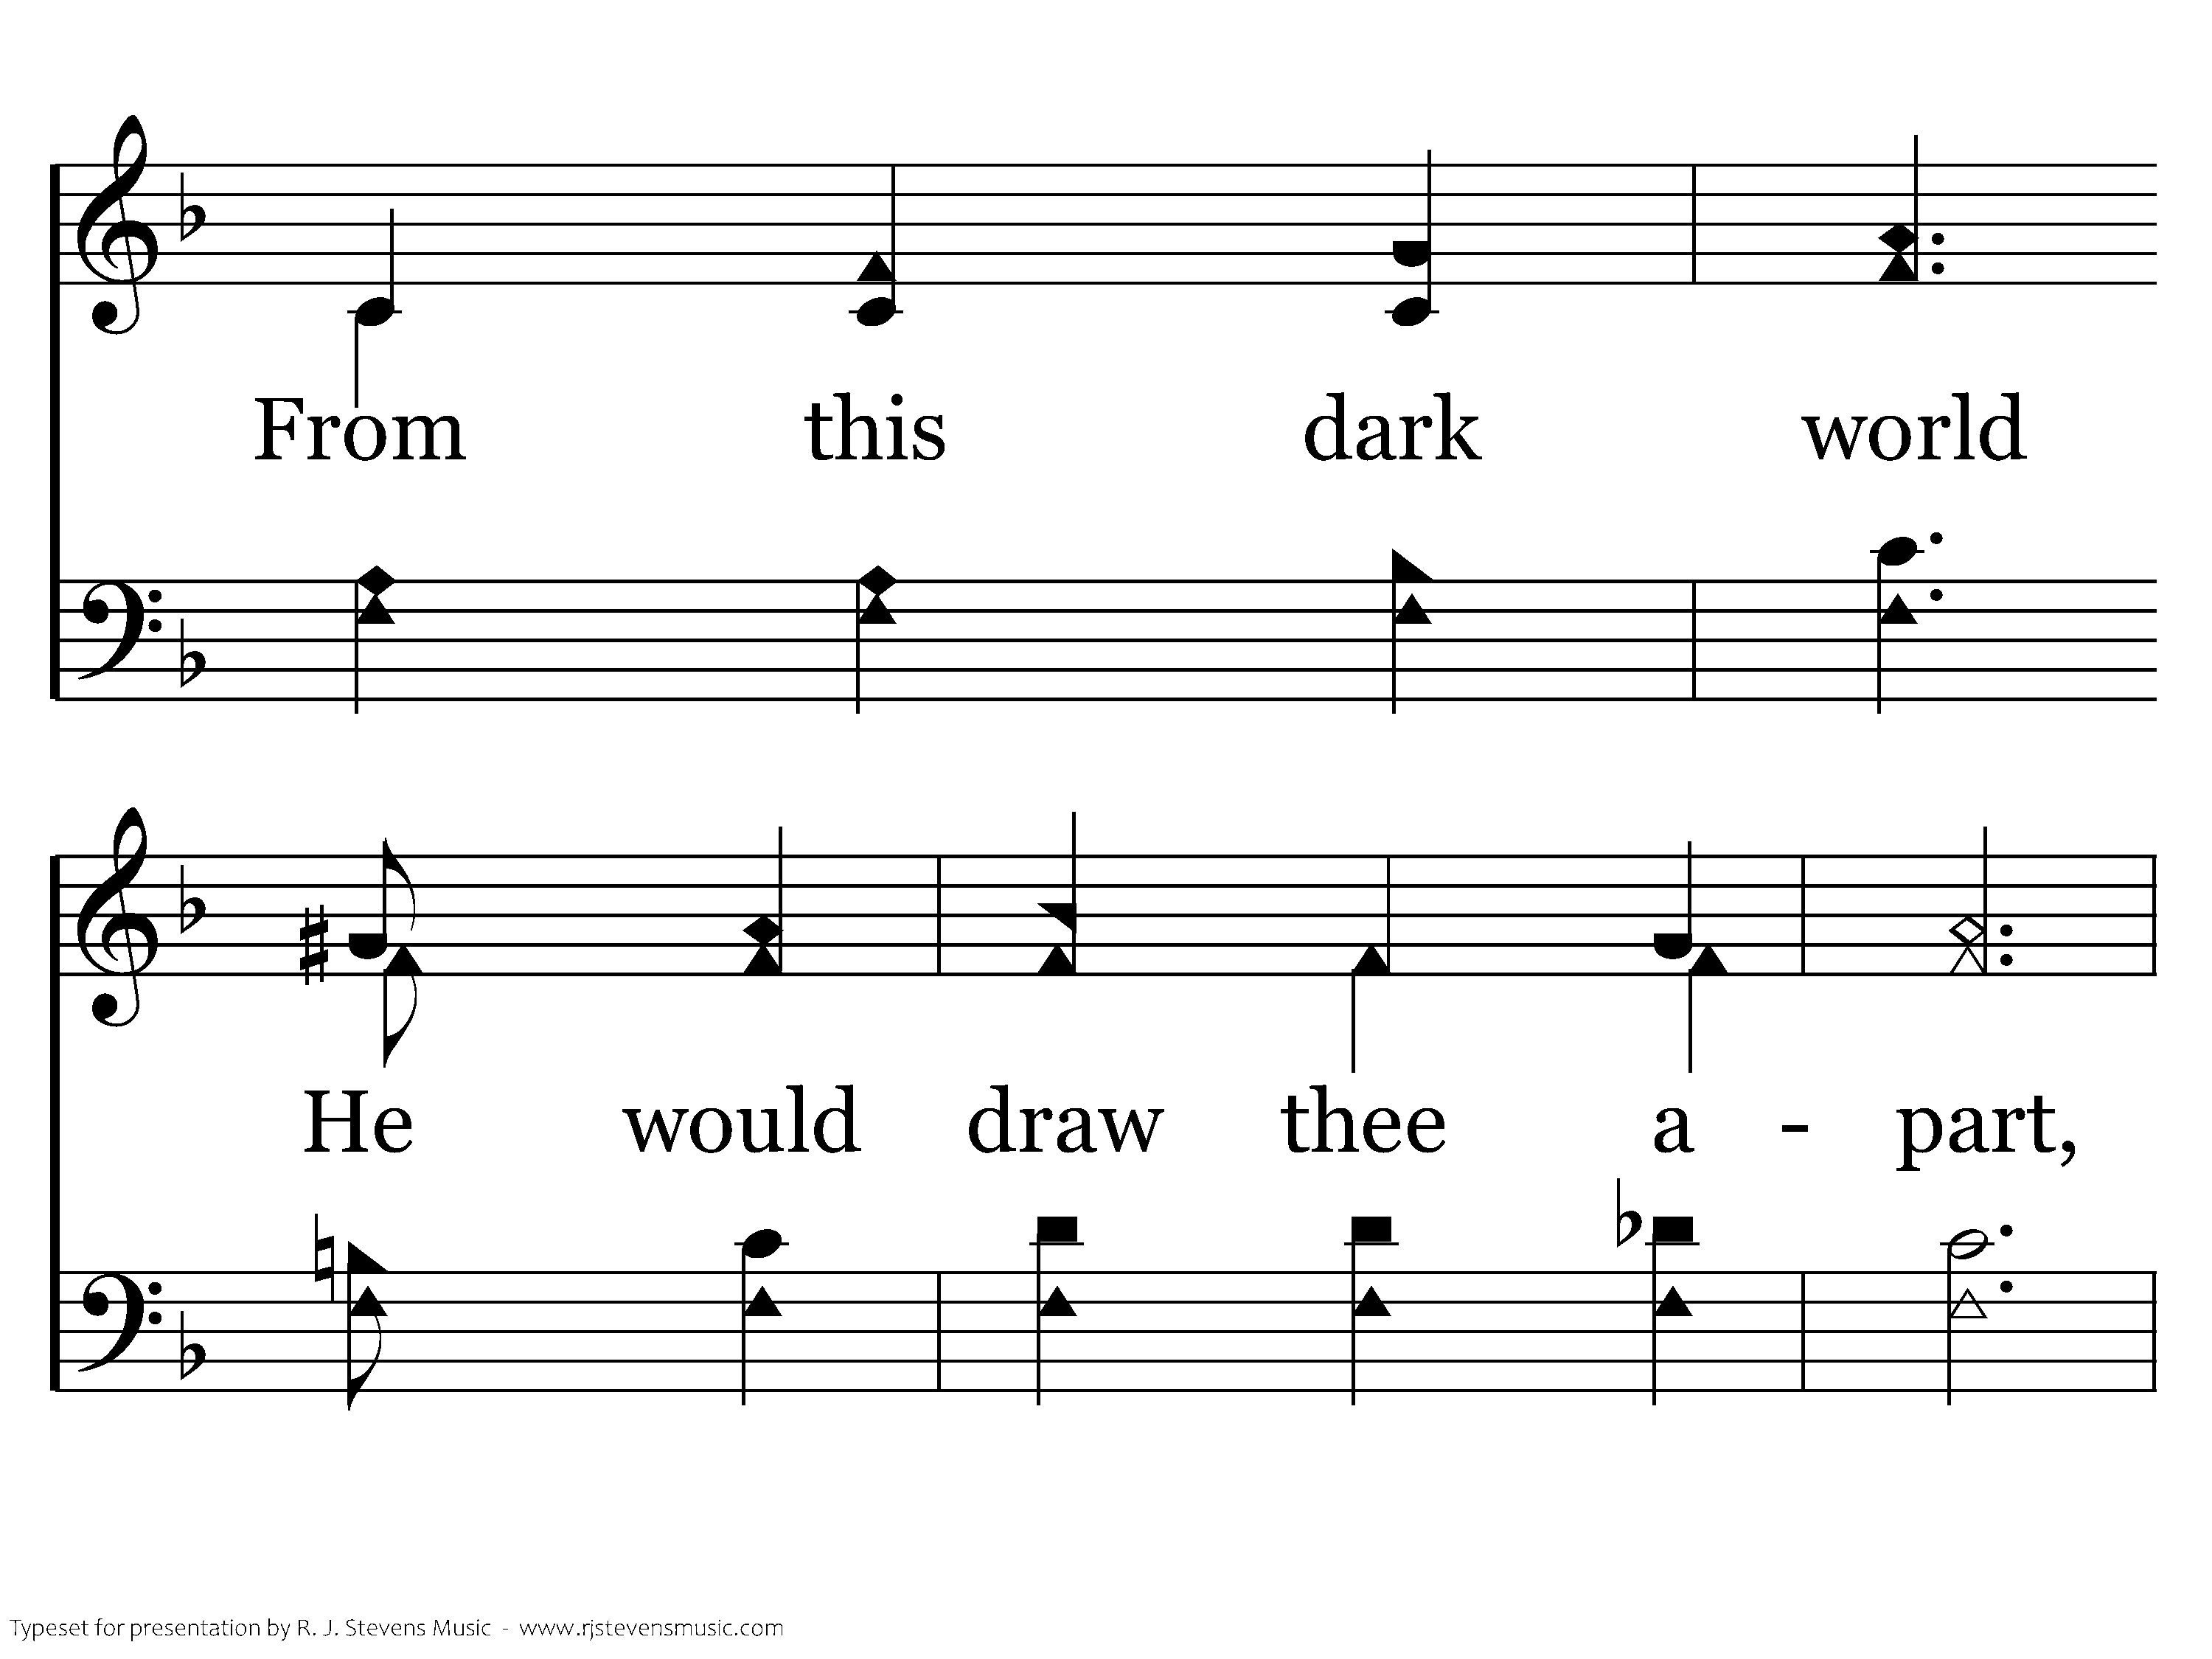 From this dark world
He would draw thee a - part,
Typeset for presentation by R. J. Stevens Music - www.rjstevensmusic.com